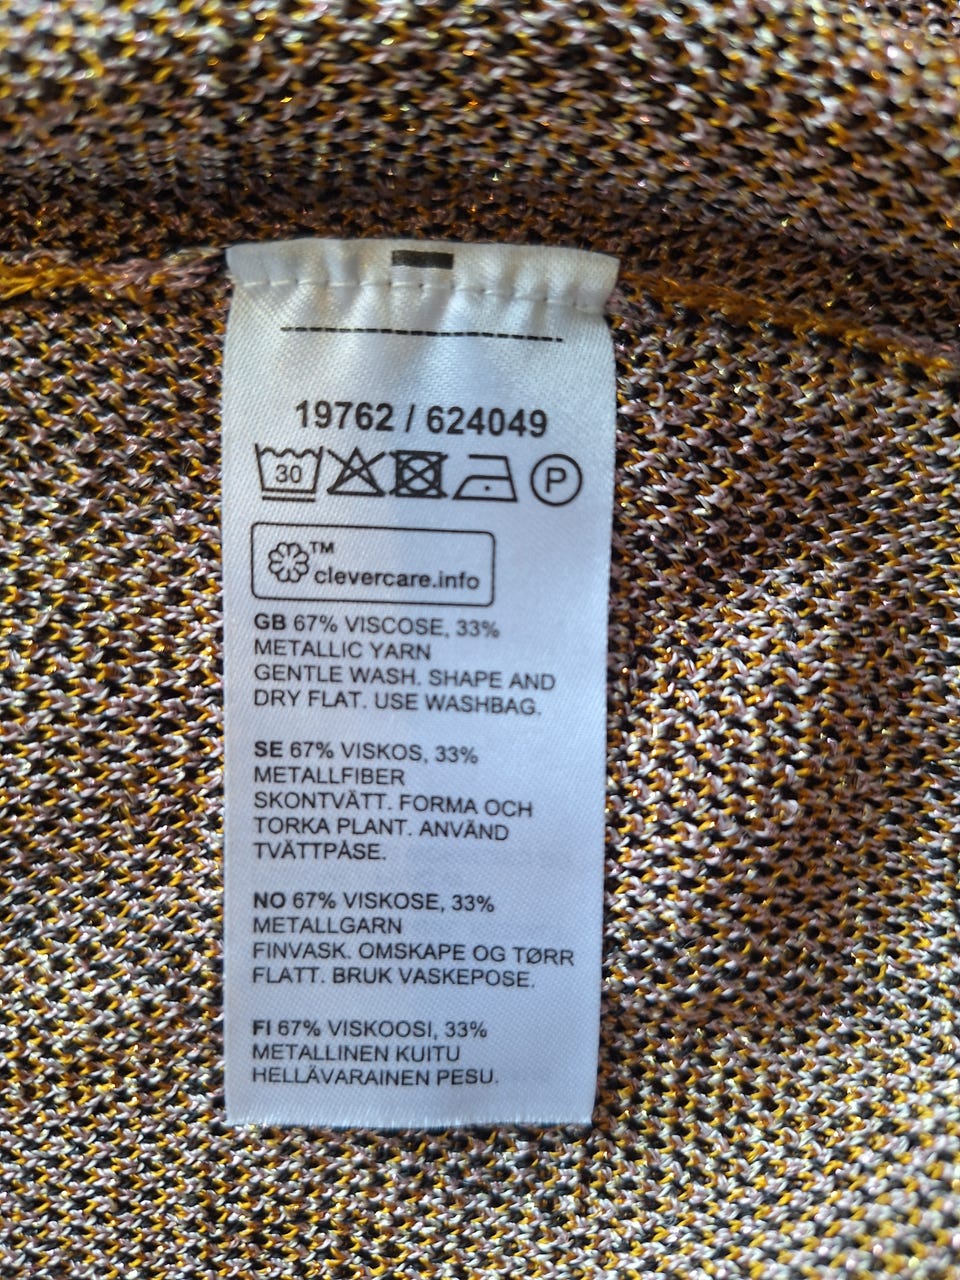 19762 / 624049
30 P
TM
clevercare.info
GB 67% VISCOSE, 33%
METALLIC YARN
GENTLE WASH. SHAPE AND
DRY FLAT. USE WASHBAG.
SE 67% VISKOS, 33%
METALLFIBER
SKONTVÄTT. FORMA OCH
TORKA PLANT. ANVÄND
TVÄTTPÅSE.
NO 67% VISKOSE, 33%
METALLGARN
FINVASK. OMSKAPE OG TØRR
FLATT. BRUK VASKEPOSE.
FI 67% VISKOOSI, 33%
METALLINEN KUITU
HELLÄVARAINEN PESU.